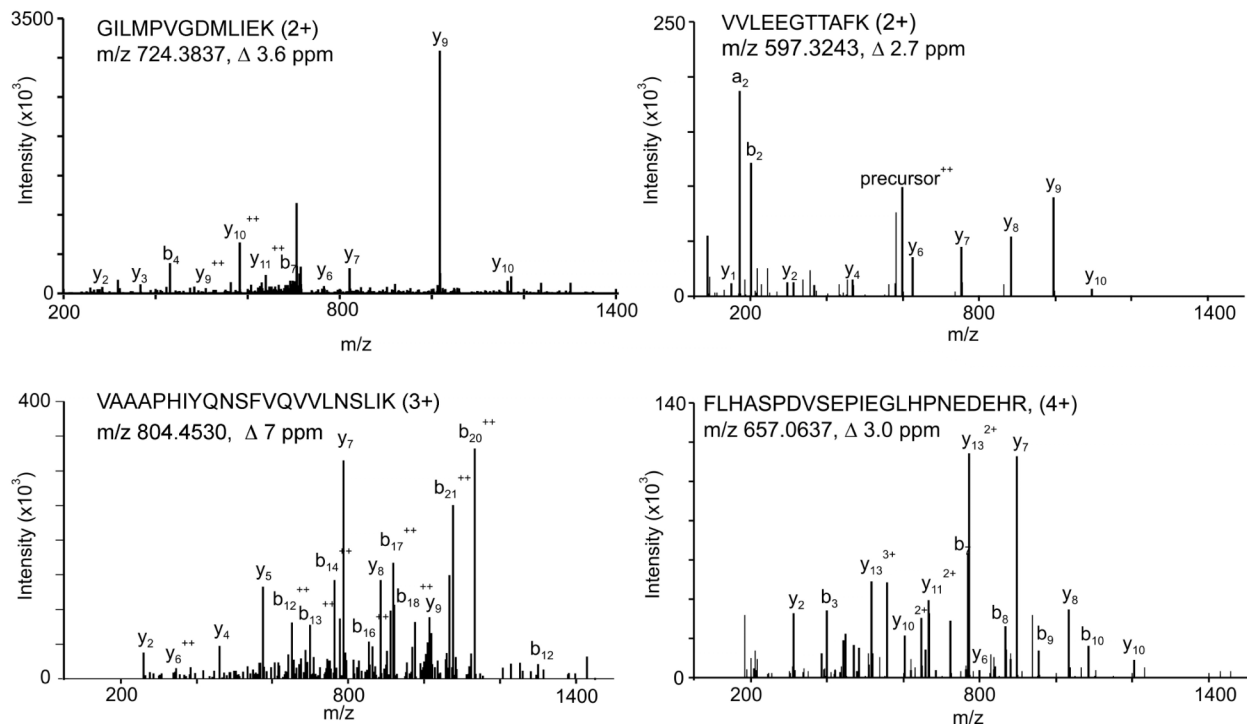 GILMPVGDMLIEK (2+)
m/z 724.3837, Δ 3.6 ppm
3500
Intensity (x10³)
0
y₂
y₃
b₄
y₉⁺⁺
y₁₀⁺⁺
y₁₁⁺⁺
b₇
y₆
y₇
y₉
y₁₀
200
800
1400
m/z
VVLEEGTTAFK (2+)
m/z 597.3243, Δ 2.7 ppm
250
Intensity (x10³)
0
y₁
a₂
b₂
y₂
y₄
precursor⁺⁺
y₆
y₇
y₈
y₉
y₁₀
200
800
1400
m/z
VAAAPHIYQNSFVQVVLNSLIK (3+)
m/z 804.4530, Δ 7 ppm
400
Intensity (x10³)
0
y₂
y₆⁺⁺
y₄
y₅
b₁₂⁺⁺
b₁₃⁺⁺
b₁₄⁺⁺
y₇
b₁₆⁺⁺
y₈
b₁₇⁺⁺
b₁₈⁺⁺
y₉
b₂₁⁺⁺
b₂₀⁺⁺
b₁₂
200
800
1400
m/z
FLHASPDVSEPIEGLHPNEDEHR, (4+)
m/z 657.0637, Δ 3.0 ppm
140
Intensity (x10³)
0
y₂
b₃
y₁₃³⁺
y₁₀²⁺
y₁₁²⁺
b₇
y₁₃²⁺
y₆
b₈
y₇
b₉
y₈
b₁₀
y₁₀
200
800
1400
m/z